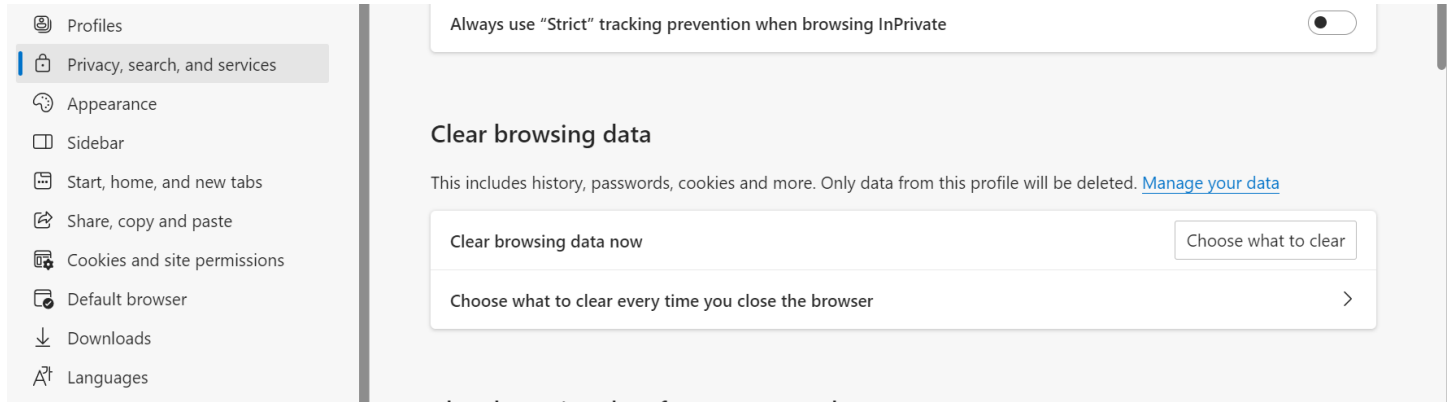 Profiles
Privacy, search, and services
Appearance
Sidebar
Start, home, and new tabs
Share, copy and paste
Cookies and site permissions
Default browser
Downloads
Languages
Always use “Strict” tracking prevention when browsing InPrivate
Clear browsing data
This includes history, passwords, cookies and more. Only data from this profile will be deleted. Manage your data
Clear browsing data now
Choose what to clear
Choose what to clear every time you close the browser